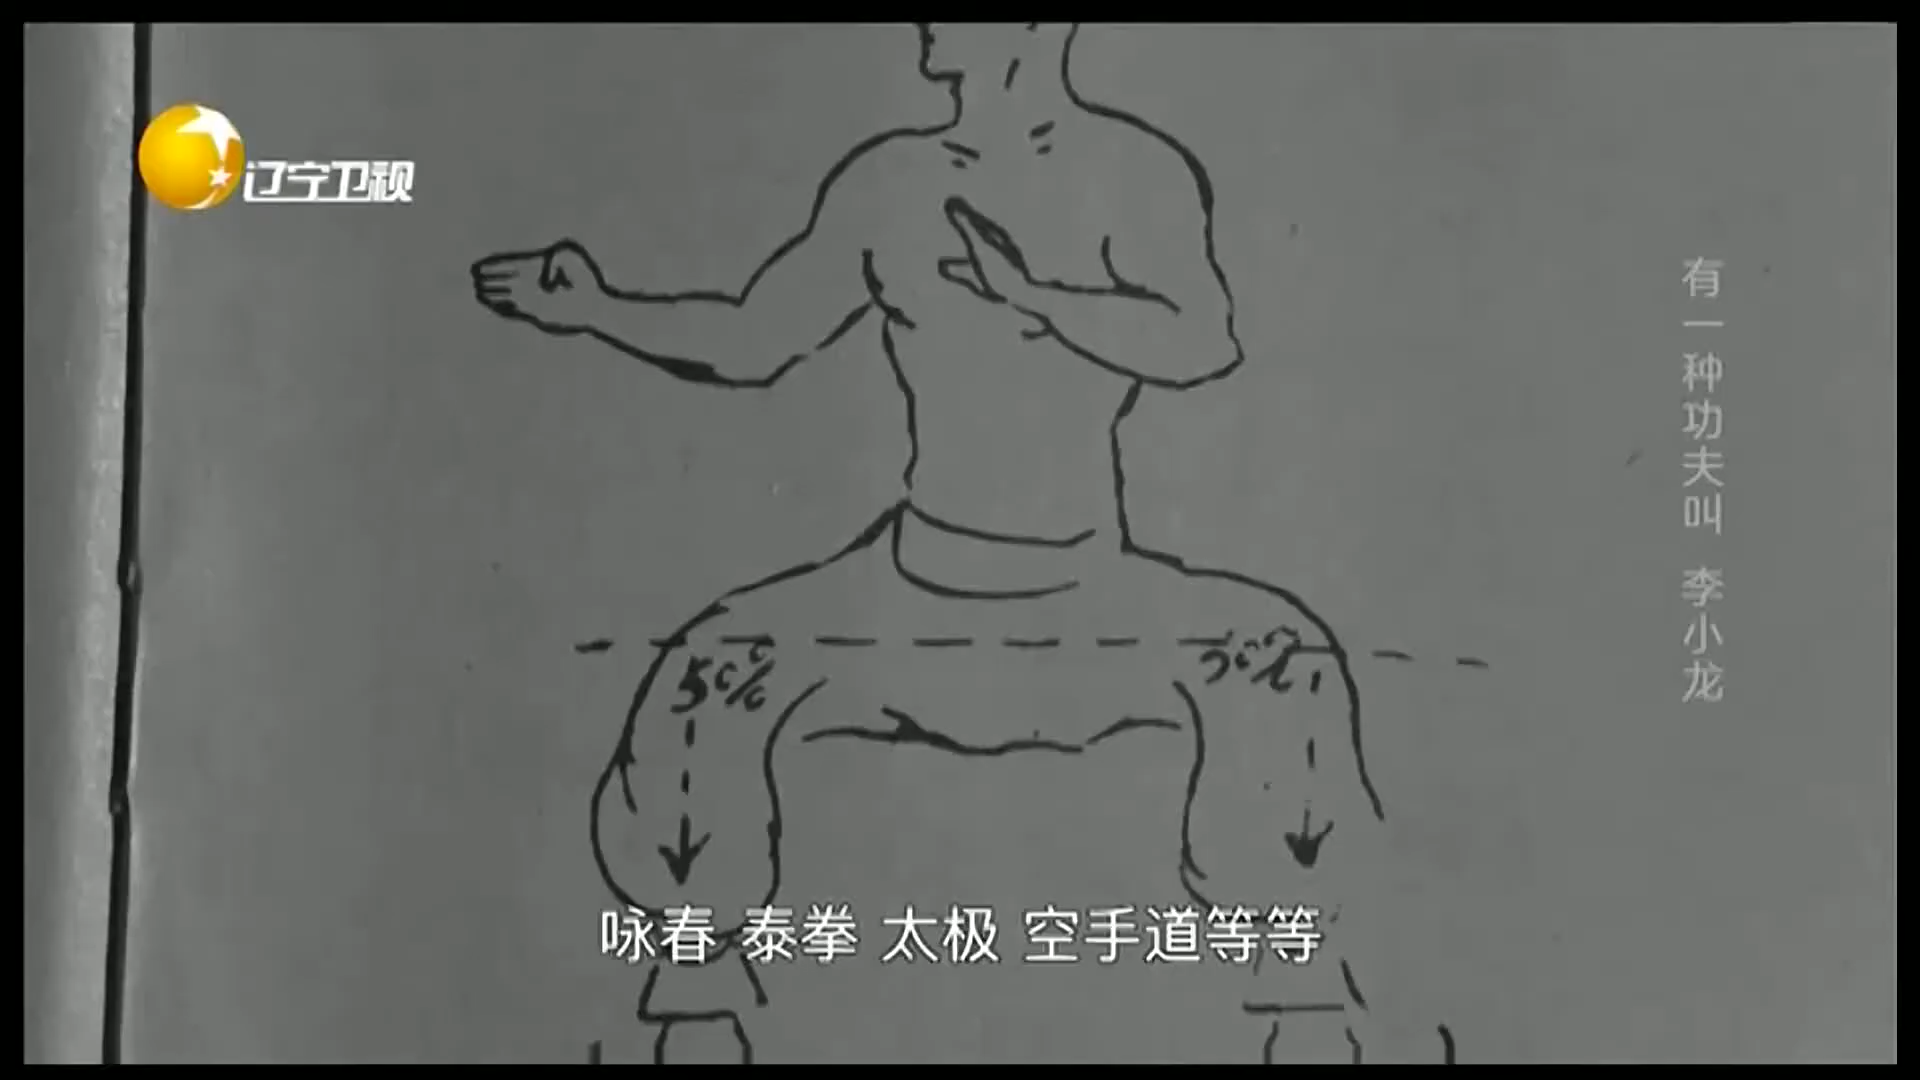 辽宁卫视
有一种功夫叫 李小龙
50%
50%
咏春 泰拳 太极 空手道等等